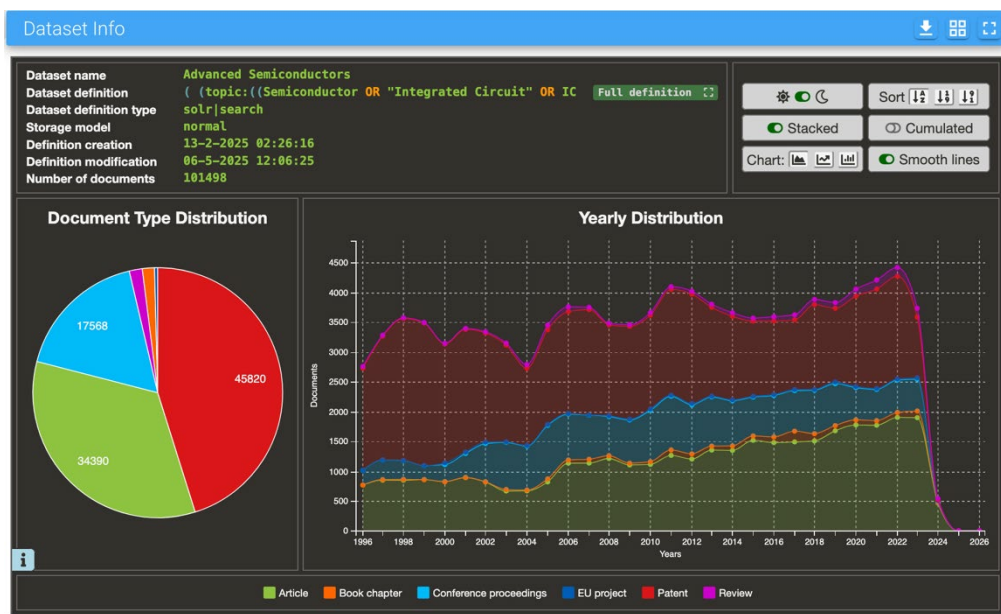 Dataset Info
Dataset name Advanced Semiconductors
Dataset definition ( (topic:((Semiconductor OR "Integrated Circuit" OR IC Full definition
Dataset definition type solr|search
Storage model normal
Definition creation 13-2-2025 02:26:16
Definition modification 06-5-2025 12:06:25
Number of documents 101498
Sort
Stacked
Cumulated
Chart:
Smooth lines
Document Type Distribution
17568
45820
34390
i
Yearly Distribution
4500
4000
3500
3000
2500
2000
1500
1000
500
0
Documents
1996 1998 2000 2002 2004 2006 2008 2010 2012 2014 2016 2018 2020 2022 2024 2026
Years
Article Book chapter Conference proceedings EU project Patent Review